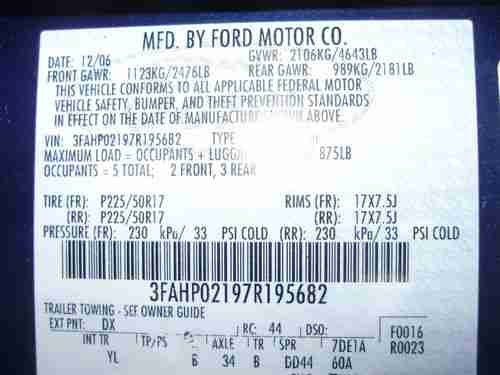 MFD. BY FORD MOTOR CO.
DATE: 12/06 GVWR: 2106KG/4643LB
FRONT GAWR: 1123KG/2476LB REAR GAWR: 989KG/2181LB
THIS VEHICLE CONFORMS TO ALL APPLICABLE FEDERAL MOTOR
VEHICLE SAFETY, BUMPER, AND THEFT PREVENTION STANDARDS
IN EFFECT ON THE DATE OF MANUFACTURE SHOWN ABOVE.
VIN: 3FAHP02197R195682 TYPE
MAXIMUM LOAD = OCCUPANTS + 875LB
OCCUPANTS = 5 TOTAL; 2 FRONT, 3 REAR
TIRE (FR): P225/50R17 RIMS (FR): 17X7.5J
(RR): P225/50R17 (RR): 17X7.5J
PRESSURE (FR): 230 kPa/ 33 PSI COLD (RR): 230 kPa/ 33 PSI COLD
3FAHP02197R195682
TRAILER TOWING - SEE OWNER GUIDE
EXT PNT: DX RC: 44 DSO: F0016
INT TR TP/PS AXLE TR SPR 7DE1A R0023
YL 6 34 B DD44 60A